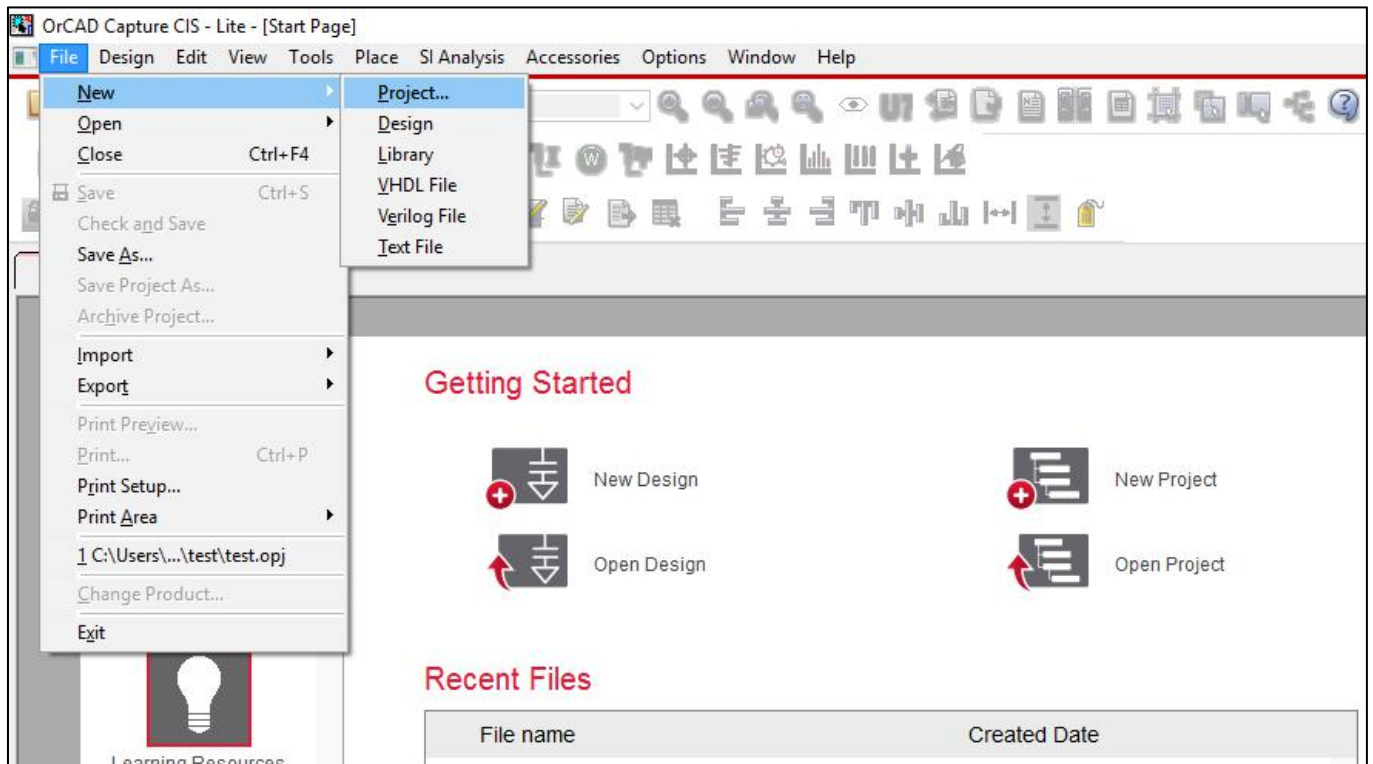 OrCAD Capture CIS - Lite - [Start Page]
File Design Edit View Tools Place SI Analysis Accessories Options Window Help
New
Open
Close Ctrl+F4
Save Ctrl+S
Check and Save
Save As...
Save Project As...
Archive Project...
Import
Export
Print Preview...
Print... Ctrl+P
Print Setup...
Print Area
1 C:\Users\...\test\test.opj
Change Product...
Exit
Project...
Design
Library
VHDL File
Verilog File
Text File
U?
W
Getting Started
New Design New Project
Open Design Open Project
Recent Files
File name Created Date
Learning Resources